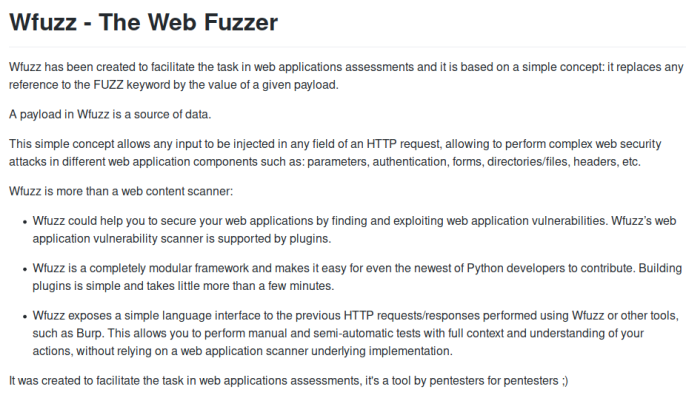 Wfuzz - The Web Fuzzer
Wfuzz has been created to facilitate the task in web applications assessments and it is based on a simple concept: it replaces any
reference to the FUZZ keyword by the value of a given payload.
A payload in Wfuzz is a source of data.
This simple concept allows any input to be injected in any field of an HTTP request, allowing to perform complex web security
attacks in different web application components such as: parameters, authentication, forms, directories/files, headers, etc.
Wfuzz is more than a web content scanner:
• Wfuzz could help you to secure your web applications by finding and exploiting web application vulnerabilities. Wfuzz's web
application vulnerability scanner is supported by plugins.
• Wfuzz is a completely modular framework and makes it easy for even the newest of Python developers to contribute. Building
plugins is simple and takes little more than a few minutes.
• Wfuzz exposes a simple language interface to the previous HTTP requests/responses performed using Wfuzz or other tools,
such as Burp. This allows you to perform manual and semi-automatic tests with full context and understanding of your
actions, without relying on a web application scanner underlying implementation.
It was created to facilitate the task in web applications assessments, it's a tool by pentesters for pentesters ;)